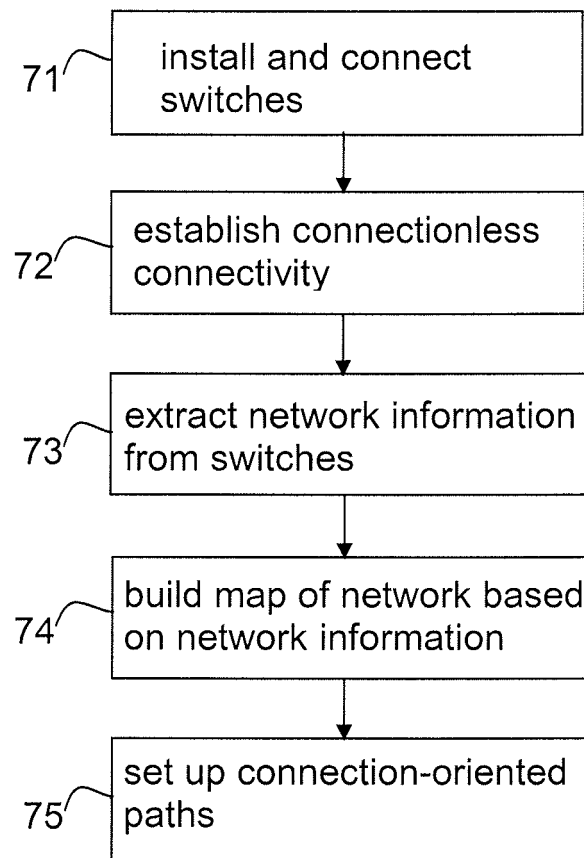 71
install and connect
switches
72
establish connectionless
connectivity
73
extract network information
from switches
74
build map of network based
on network information
75
set up connection-oriented
paths